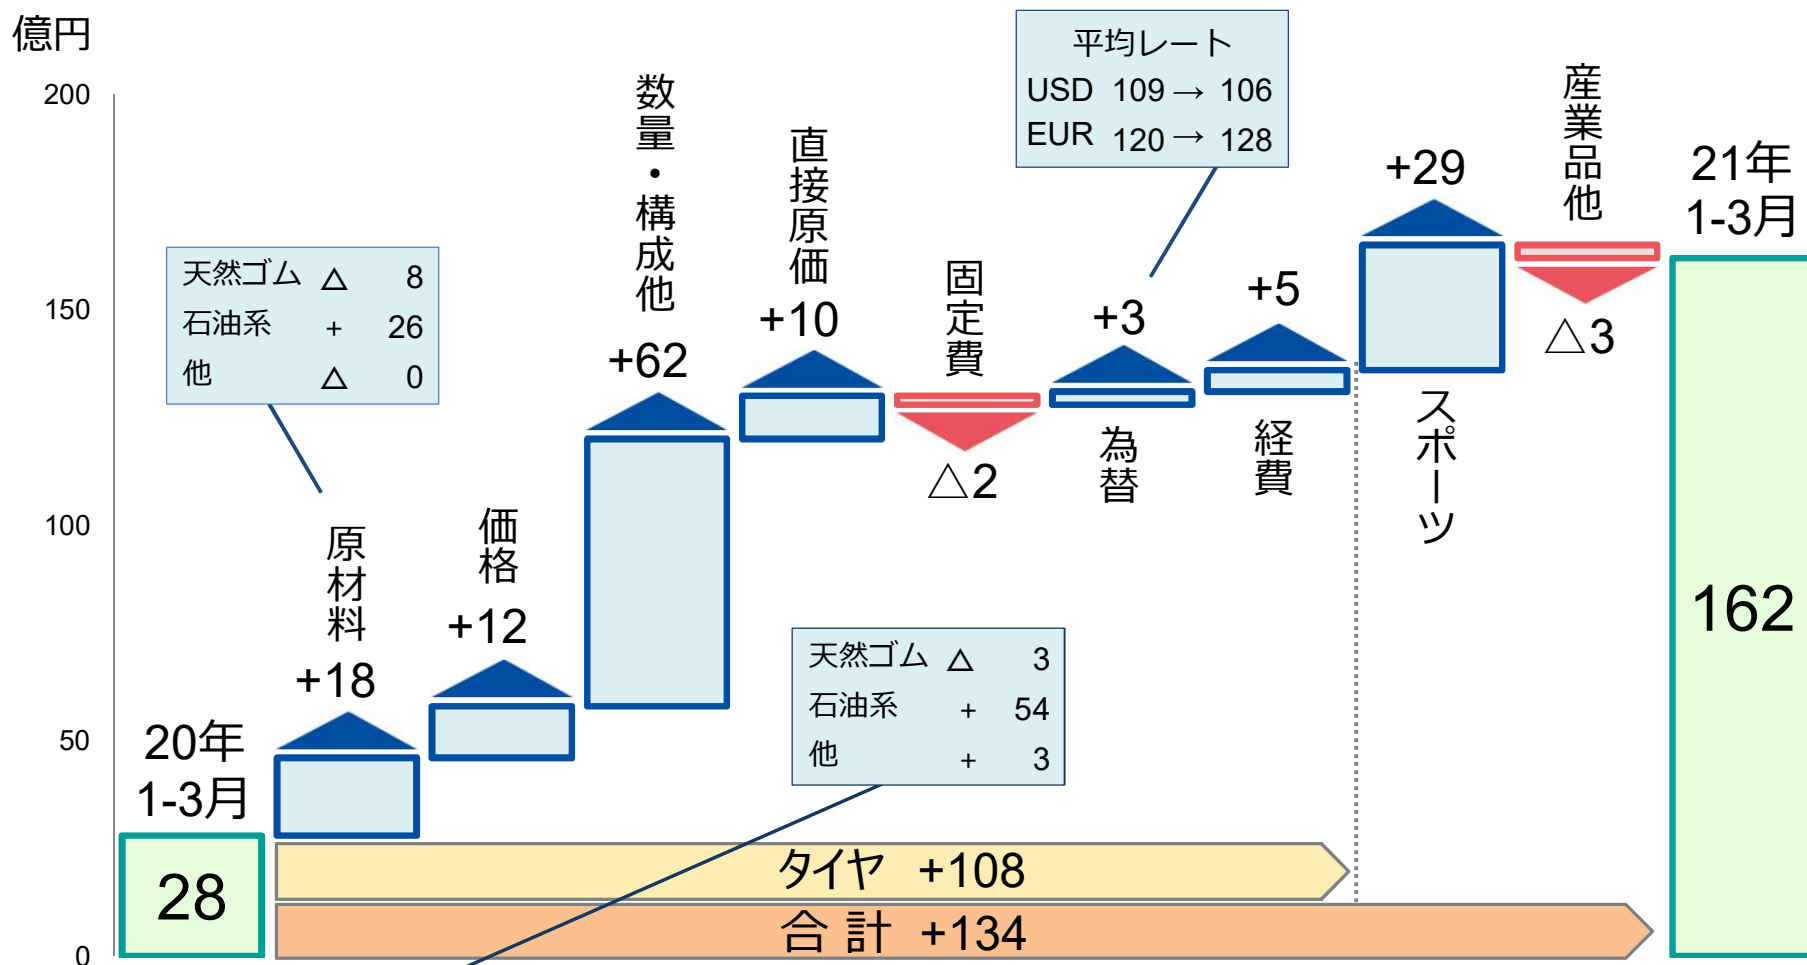 億円
200
150
100
50
0
20年
1-3月
28
天然ゴム △ 8
石油系 + 26
他 △ 0
原材料
+18
価格
+12
数量・構成他
+62
直接原価
+10
固定費
△2
平均レート
USD 109→ 106
EUR 120→ 128
+3
為替
+5
経費
+29
スポーツ
産業品他
△3
21年
1-3月
162
天然ゴム △ 3
石油系 + 54
他 + 3
タイヤ +108
合計 +134